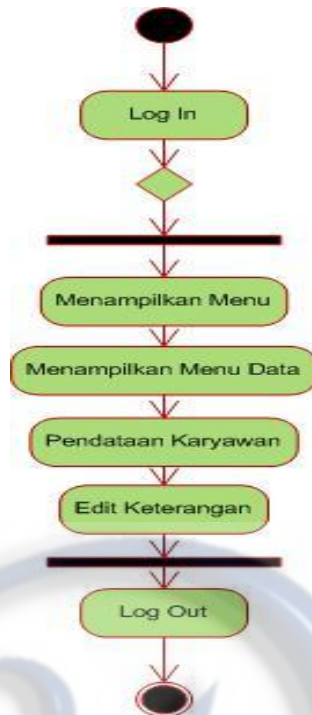 Log In
Menampilkan Menu
Menampilkan Menu Data
Pendataan Karyawan
Edit Keterangan
Log Out